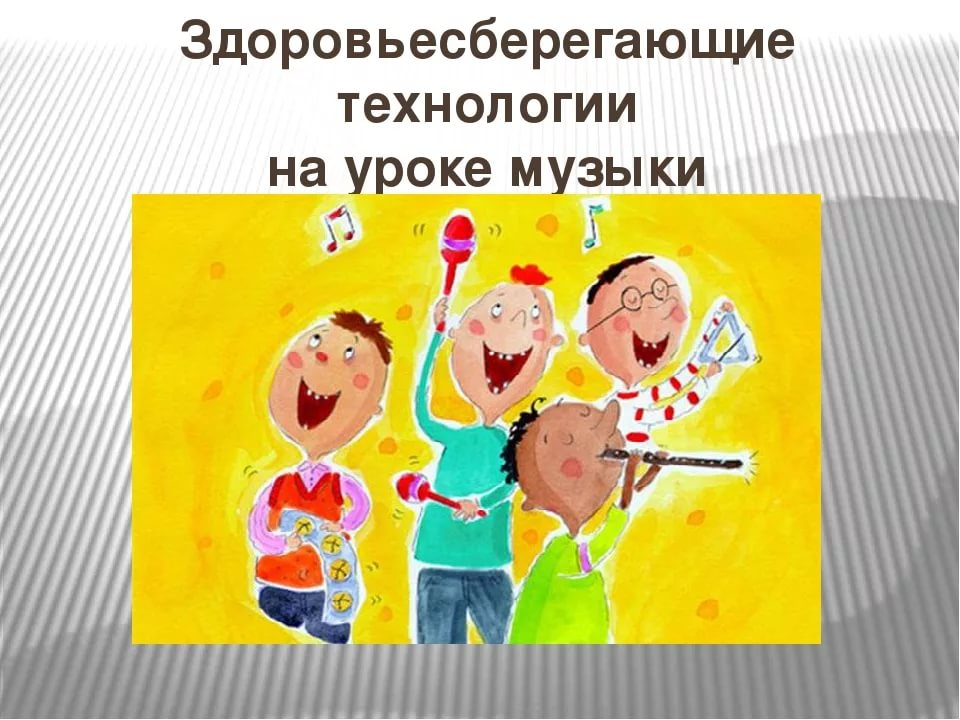 Здоровьесберегающие
технологии
на уроке музыки